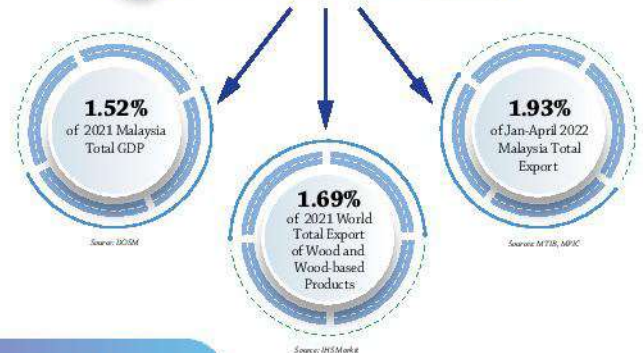 1.52%
of 2021 Malaysia
Total GDP
Source: DOSM
1.69%
of 2021 World
Total Export
of Wood and
Wood-based
Products
Source: IHS Markit
1.93%
of Jan-April 2022
Malaysia Total
Export
Source: MTIB, MPIC